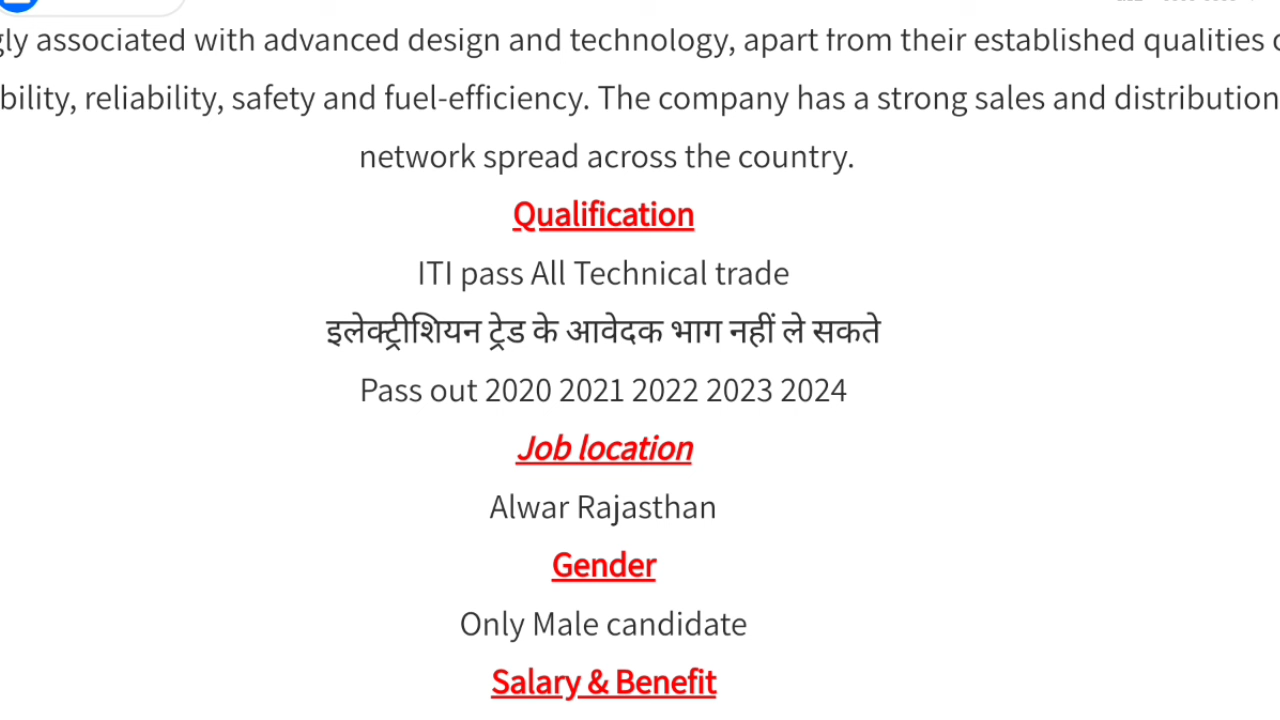 associated with advanced design and technology, apart from their established qualities
reliability, safety and fuel-efficiency. The company has a strong sales and distribution
network spread across the country.
Qualification
ITI pass All Technical trade
इलेक्ट्रीशियन ट्रेड के आवेदक भाग नहीं ले सकते
Pass out 2020 2021 2022 2023 2024
Job location
Alwar Rajasthan
Gender
Only Male candidate
Salary & Benefit